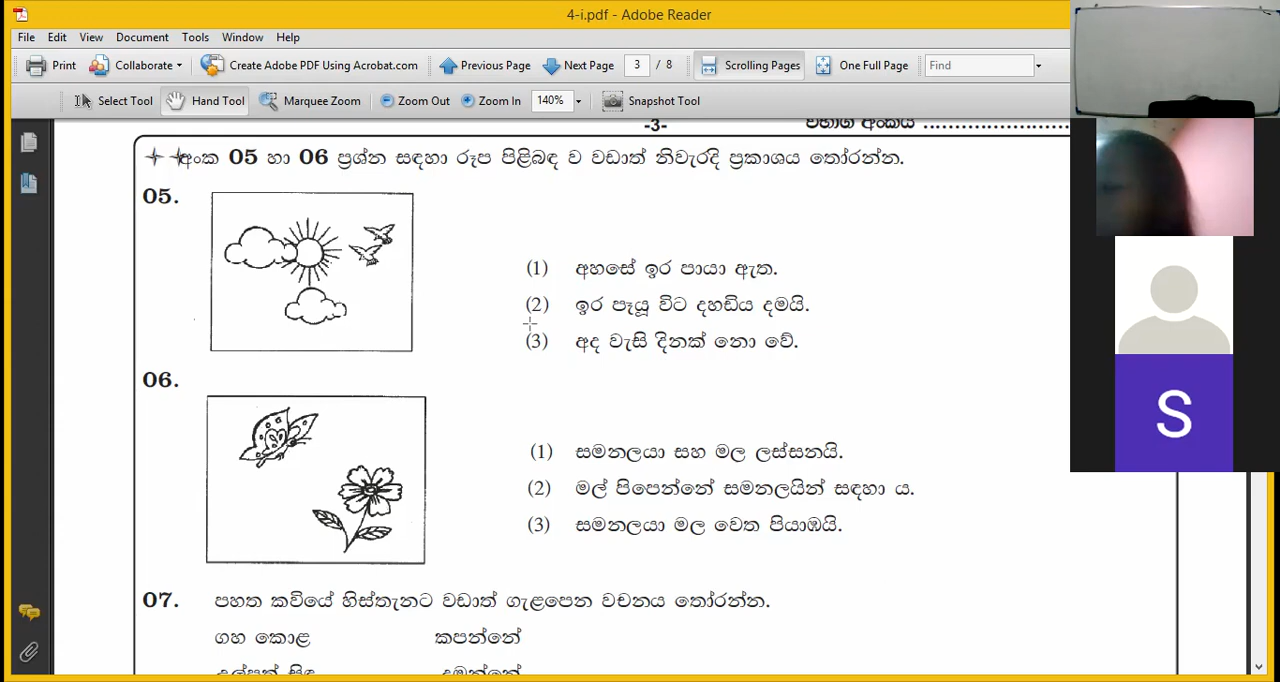 4-i.pdf - Adobe Reader
File Edit View Document Tools Window Help
Print Collaborate Create Adobe PDF Using Acrobat.com Previous Page Next Page 3 / 8 Scrolling Pages One Full Page Find
Select Text Hand Tool Marquee Zoom Zoom Out Zoom In 140% Snapshot Tool
-3- විභාග අංකය ........................
අංක 05 හා 06 ප්‍රශ්න සඳහා රූප පිළිබඳ ව වඩාත් නිවැරදි ප්‍රකාශය තෝරන්න.
05.
(1) අහසේ ඉර පායා ඇත.
(2) ඉර පෑයූ විට දහඩිය දමයි.
(3) අද වැසි දිනක් නො වේ.
06.
(1) සමනලයා සහ මල ලස්සනයි.
(2) මල් පිපෙන්නේ සමනලයින් සඳහා ය.
(3) සමනලයා මල වෙත පියාඹයි.
S
07. පහත කවියේ හිස්තැනට වඩාත් ගැළපෙන වචනය තෝරන්න.
ගහ කොළ කපන්නේ